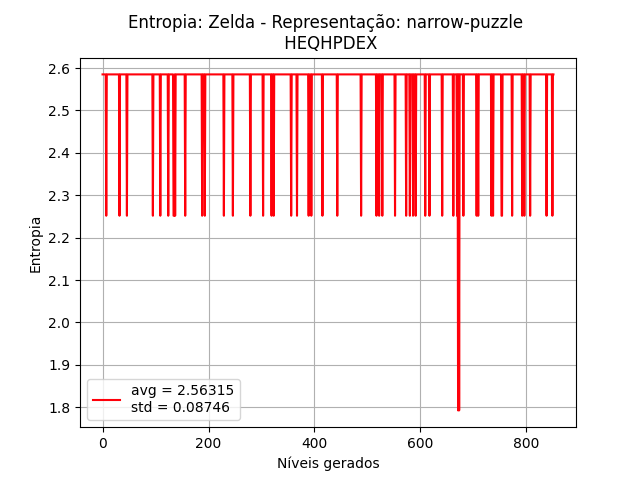 Entropia: Zelda - Representação: narrow-puzzle
HEQHPDEX
2.6
2.5
2.4
2.3
2.2
2.1
2.0
1.9
1.8
Entropia
avg = 2.56315
std = 0.08746
0 200 400 600 800
Níveis gerados